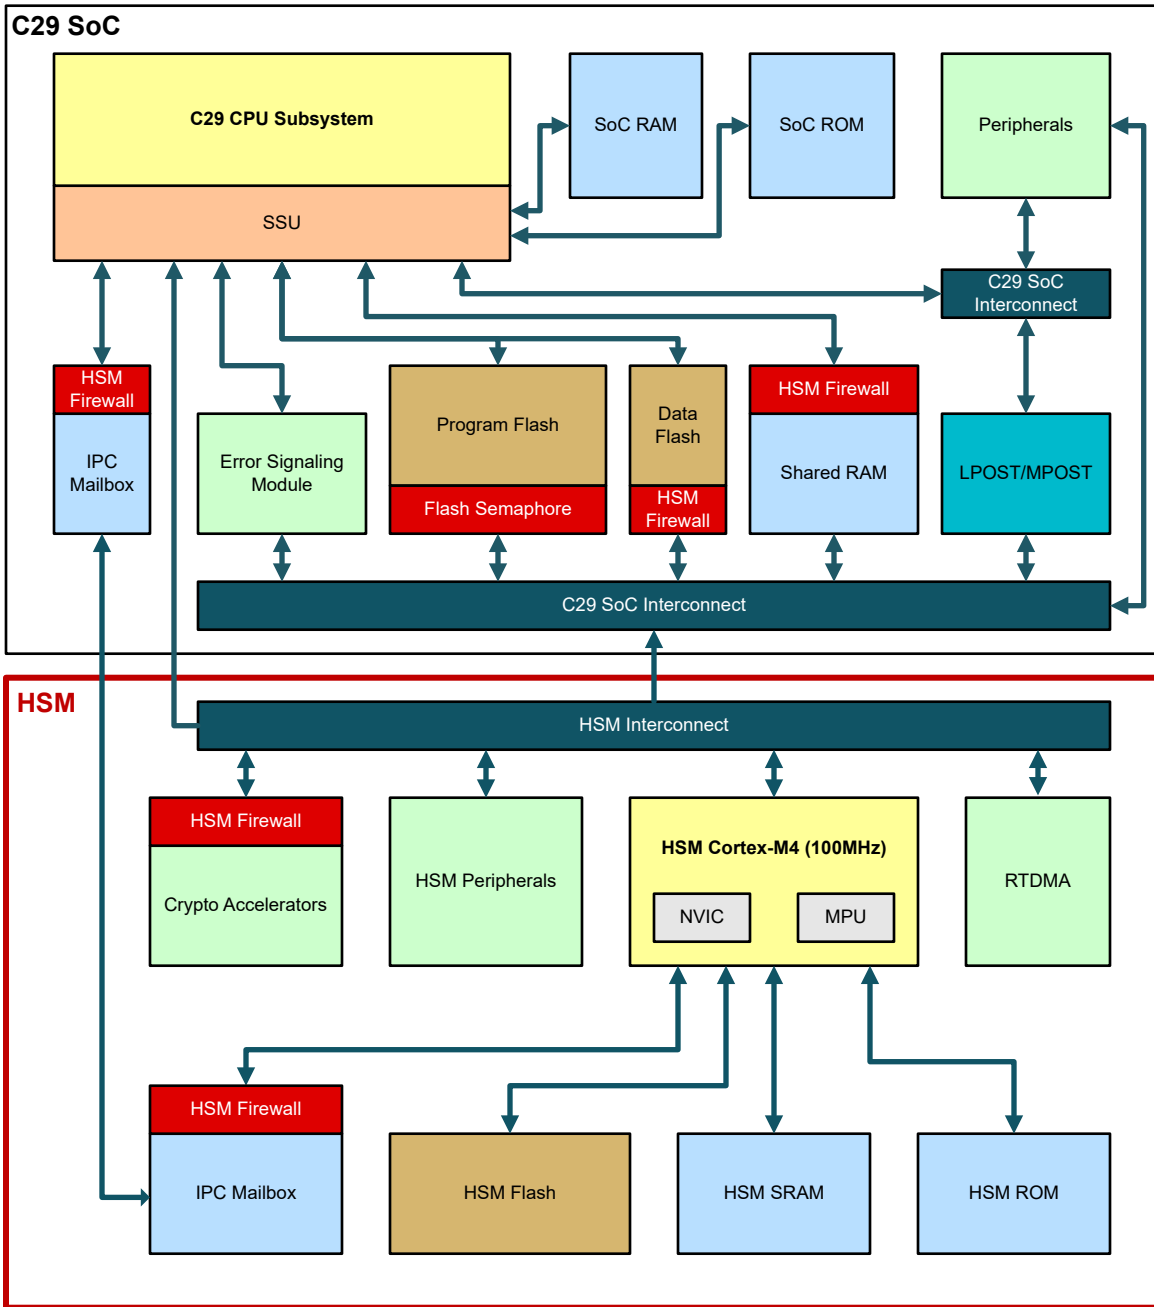 C29 SoC
C29 CPU Subsystem
SSU
SoC RAM
SoC ROM
Peripherals
C29 SoC
Interconnect
HSM
Firewall
IPC
Mailbox
Error Signaling
Module
Program Flash
Flash Semaphore
Data
Flash
HSM
Firewall
HSM Firewall
Shared RAM
LPOST/MPOST
C29 SoC Interconnect
HSM
HSM Interconnect
HSM Firewall
Crypto Accelerators
HSM Peripherals
HSM Cortex-M4 (100MHz)
NVIC
MPU
RTDMA
HSM Firewall
IPC Mailbox
HSM Flash
HSM SRAM
HSM ROM